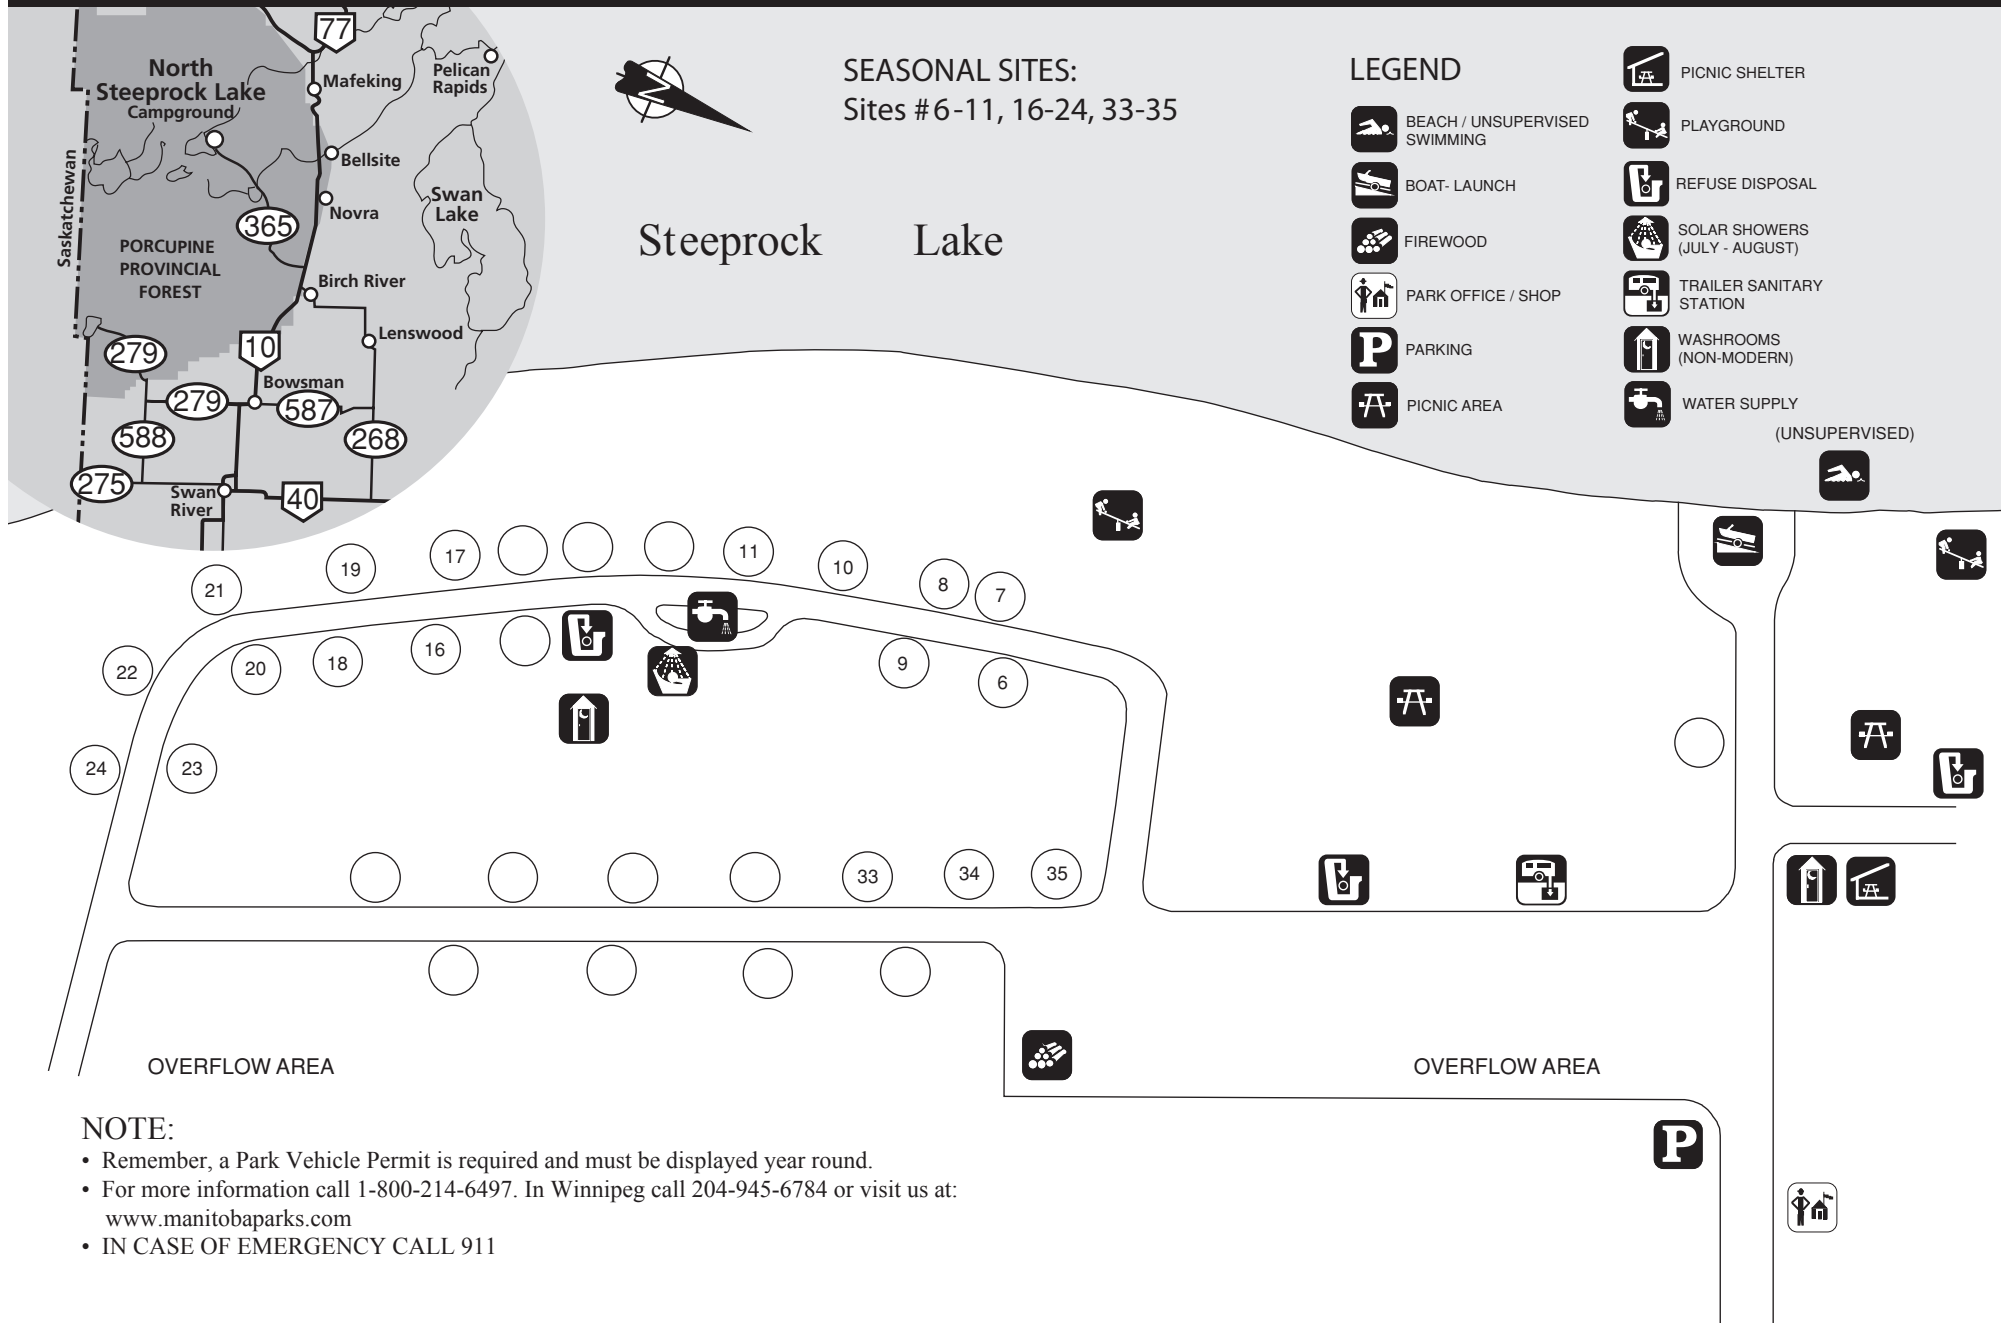 77
North
Steeprock Lake
Campground
Mafeking
Pelican
Rapids
Saskatchewan
Bellsite
Swan
Lake
Novra
365
PORCUPINE
PROVINCIAL
FOREST
Birch River
Lenswood
279
10
Bowsman
279
587
588
268
275
Swan
River
40
N
SEASONAL SITES:
Sites #6-11, 16-24, 33-35
Steeprock Lake
LEGEND
BEACH / UNSUPERVISED
SWIMMING
BOAT- LAUNCH
FIREWOOD
PARK OFFICE / SHOP
P
PARKING
PICNIC AREA
PICNIC SHELTER
PLAYGROUND
REFUSE DISPOSAL
SOLAR SHOWERS
(JULY - AUGUST)
TRAILER SANITARY
STATION
WASHROOMS
(NON-MODERN)
WATER SUPPLY
(UNSUPERVISED)
21
19
17
11
10
8
7
22
20
18
16
9
6
24
23
33
34
35
OVERFLOW AREA
OVERFLOW AREA
P
NOTE:
• Remember, a Park Vehicle Permit is required and must be displayed year round.
• For more information call 1-800-214-6497. In Winnipeg call 204-945-6784 or visit us at:
www.manitobaparks.com
• IN CASE OF EMERGENCY CALL 911